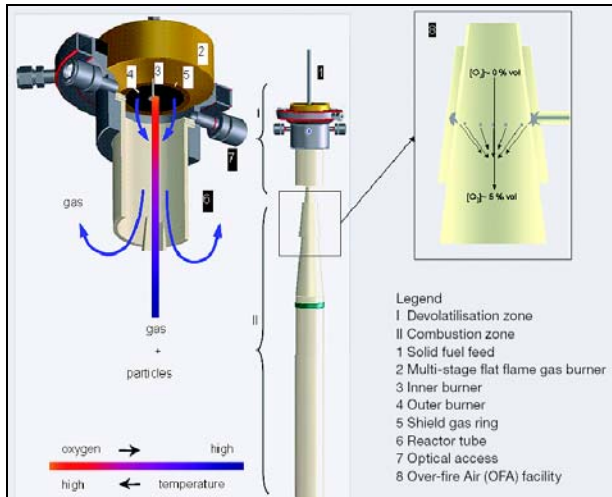 8
[O₂]~ 0 % vol
[O₂]~ 5 % vol
2
4 3 5
1
I
7
6
gas
II
gas
+
particles
oxygen → high
high ← temperature
Legend
I Devolatilisation zone
II Combustion zone
1 Solid fuel feed
2 Multi-stage flat flame gas burner
3 Inner burner
4 Outer burner
5 Shield gas ring
6 Reactor tube
7 Optical access
8 Over-fire Air (OFA) facility